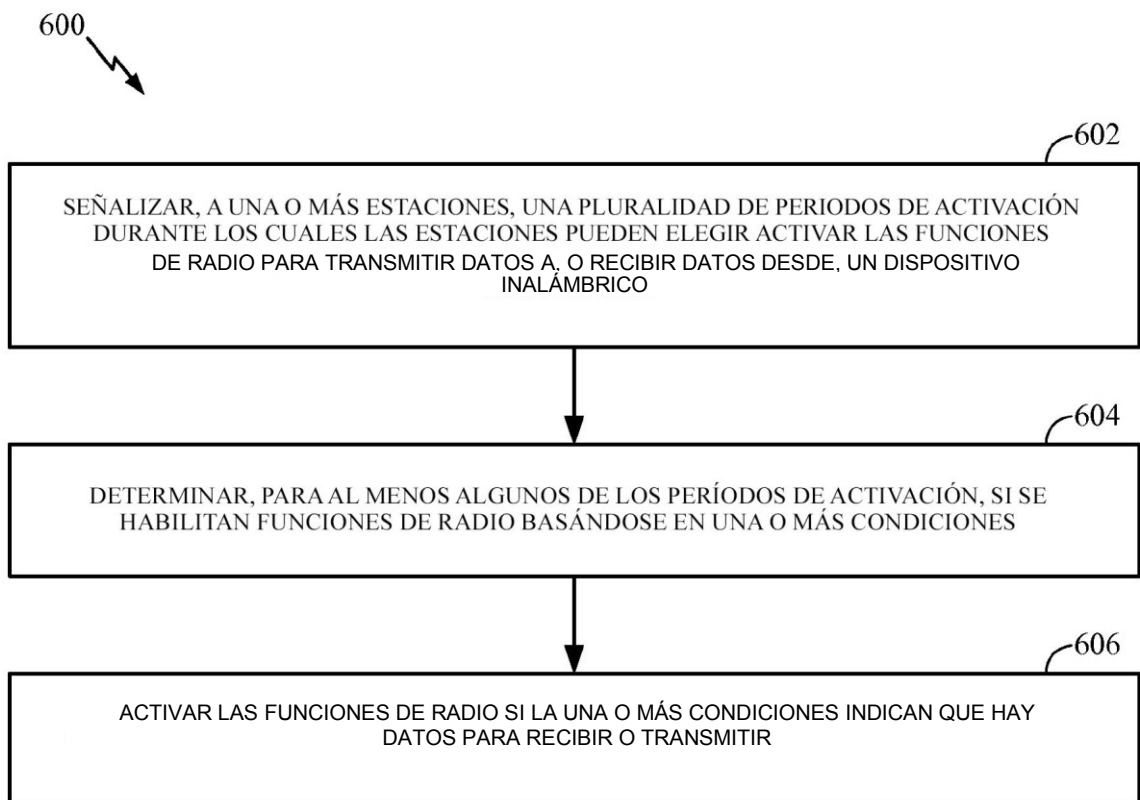 600
602
SEÑALIZAR, A UNA O MÁS ESTACIONES, UNA PLURALIDAD DE PERIODOS DE ACTIVACIÓN
DURANTE LOS CUALES LAS ESTACIONES PUEDEN ELEGIR ACTIVAR LAS FUNCIONES
DE RADIO PARA TRANSMITIR DATOS A, O RECIBIR DATOS DESDE, UN DISPOSITIVO
INALÁMBRICO
604
DETERMINAR, PARA AL MENOS ALGUNOS DE LOS PERÍODOS DE ACTIVACIÓN, SI SE
HABILITAN FUNCIONES DE RADIO BASÁNDOSE EN UNA O MÁS CONDICIONES
606
ACTIVAR LAS FUNCIONES DE RADIO SI LA UNA O MÁS CONDICIONES INDICAN QUE HAY
DATOS PARA RECIBIR O TRANSMITIR